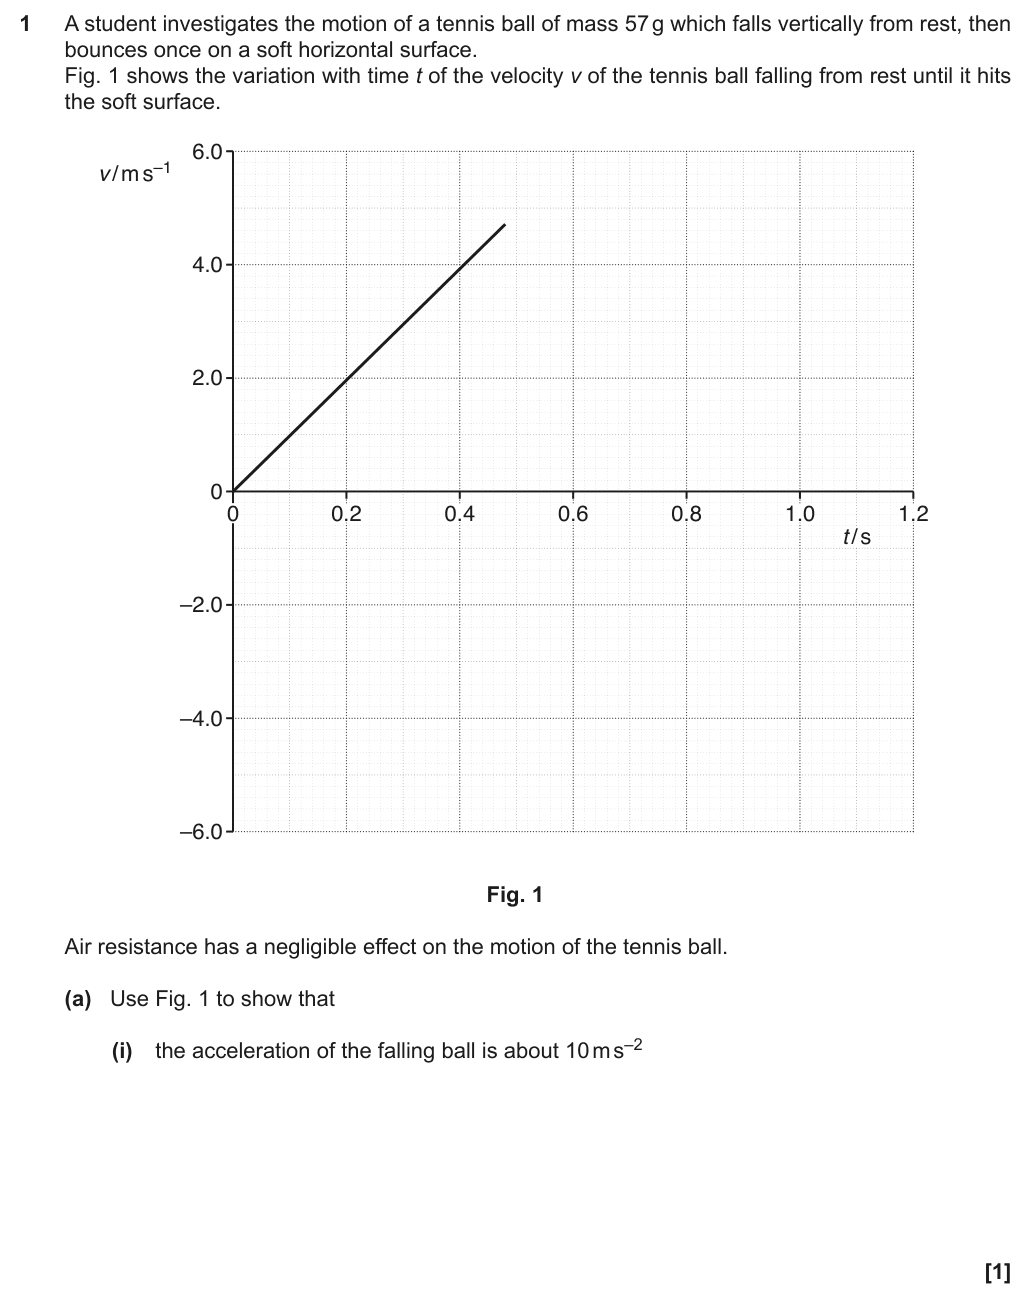 1 A student investigates the motion of a tennis ball of mass 57 g which falls vertically from rest, then
bounces once on a soft horizontal surface.
Fig. 1 shows the variation with time t of the velocity v of the tennis ball falling from rest until it hits
the soft surface.
6.0
v/m s⁻¹
4.0
2.0
0
0 0.2 0.4 0.6 0.8 1.0 1.2
t/s
–2.0
–4.0
–6.0
Fig. 1
Air resistance has a negligible effect on the motion of the tennis ball.
(a) Use Fig. 1 to show that
(i) the acceleration of the falling ball is about 10 m s⁻²
[1]